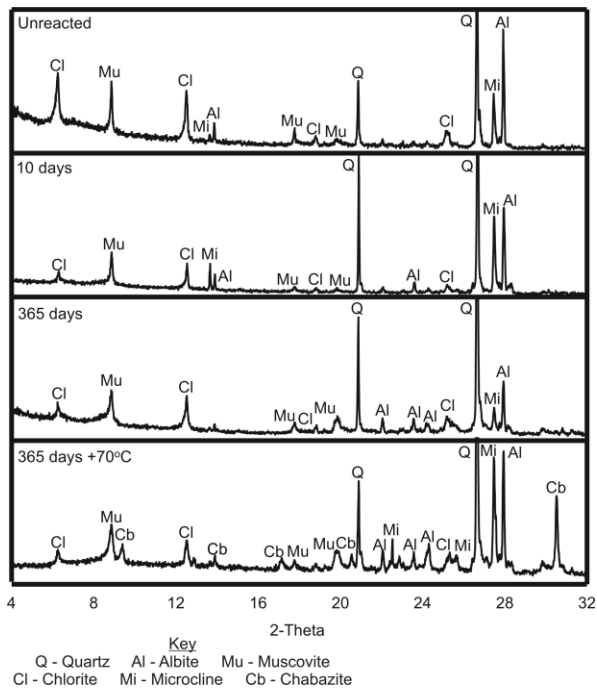 Unreacted
Q
Al
Cl
Mu
Cl
Mi
Al
Mu
Cl
Mu
Q
Cl
Mi
10 days
Q
Q
Al
Mi
Cl
Mu
Cl
Mi
Al
Mu
Cl
Mu
Al
Cl
365 days
Q
Q
Al
Mi
Cl
Mu
Cl
Mu
Cl
Mu
Al
Al
Al
Cl
365 days +70°C
Q
Q
Mi
Al
Cb
Cl
Mu
Cb
Cl
Cb
Cb
Mu
Mu
Cb
Al
Mi
Al
Al
Cl
Mi
4 8 12 16 20 24 28 32
2-Theta
Key
Q - Quartz Al - Albite Mu - Muscovite
Cl - Chlorite Mi - Microcline Cb - Chabazite